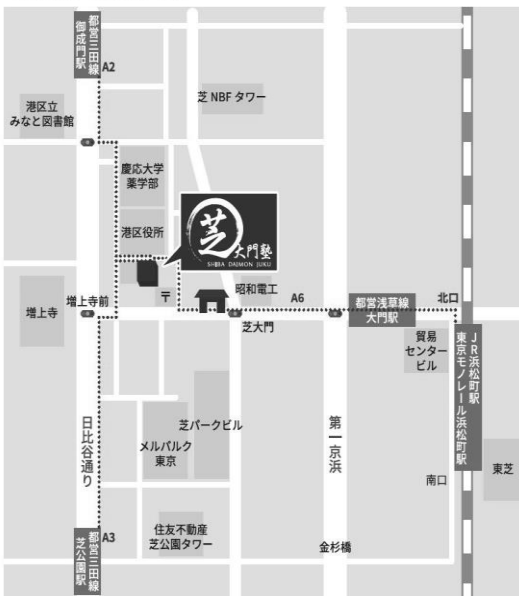 都営三田線
御成門駅
A2
芝 NBF タワー
港区立
みなと図書館
慶応大学
薬学部
港区役所
芝
大門塾
SHIBA DAIMON JUKU
〒
昭和電工
A6
都営浅草線
大門駅
北口
増上寺
増上寺前
芝大門
貿易
センター
ビル
JR浜松町駅
東京モノレール浜松町駅
日比谷通り
芝パークビル
メルパルク
東京
第一京浜
南口
東芝
都営三田線
芝公園駅
A3
住友不動産
芝公園タワー
金杉橋